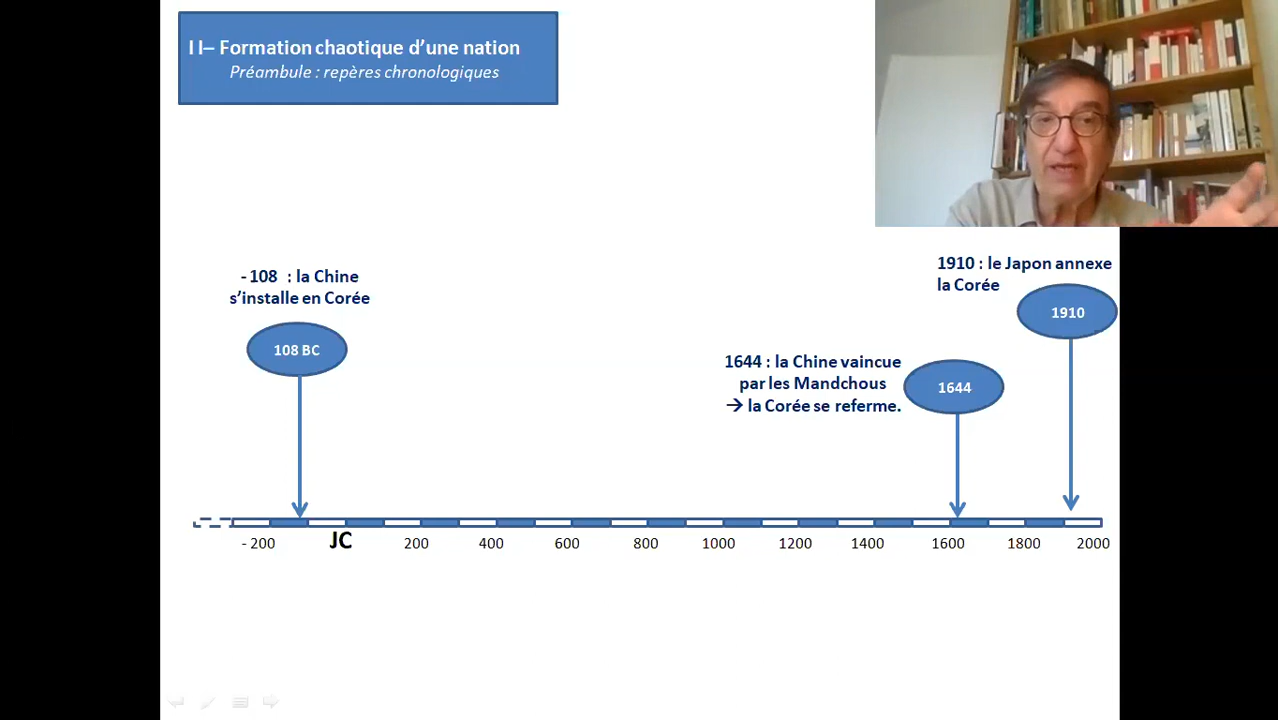 I I– Formation chaotique d’une nation
Préambule : repères chronologiques
- 108 : la Chine
s’installe en Corée
108 BC
1910 : le Japon annexe
la Corée
1910
1644 : la Chine vaincue
par les Mandchous
→ la Corée se referme.
1644
- 200 JC 200 400 600 800 1000 1200 1400 1600 1800 2000